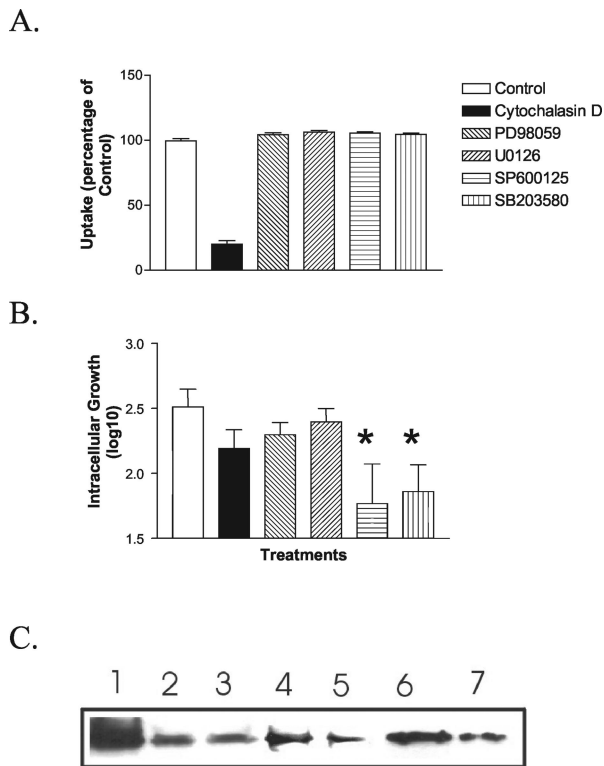 A.
150
100
50
0
Uptake (percentage of
Control)
Control
Cytochalasin D
PD98059
U0126
SP600125
SB203580
B.
3.0
2.5
2.0
1.5
Intracellular Growth
(log10)
* *
Treatments
C.
1 2 3 4 5 6 7